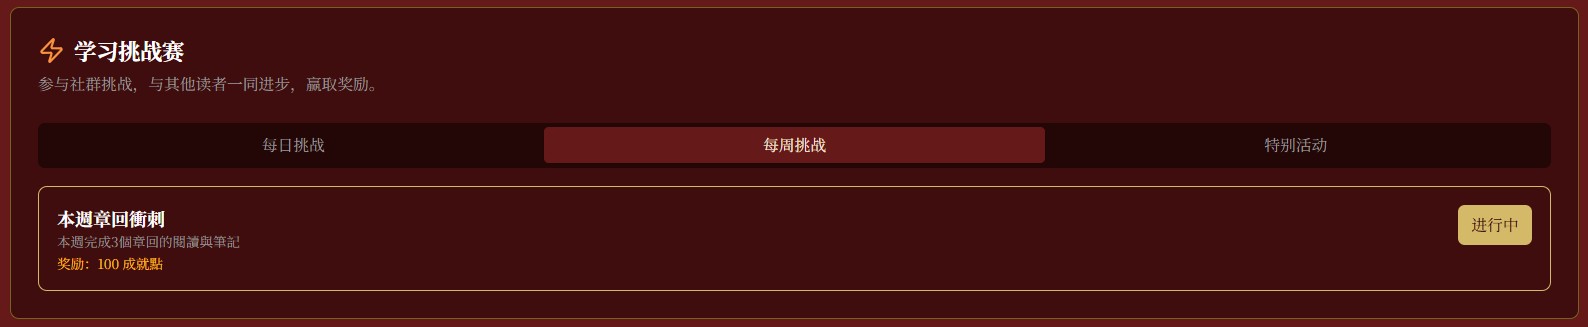 学习挑战赛
参与社群挑战，与其他读者一同进步，赢取奖励。
每日挑战
每周挑战
特别活动
本週章回衝刺
进行中
本週完成3個章回的閱讀與筆記
奖励：100 成就點